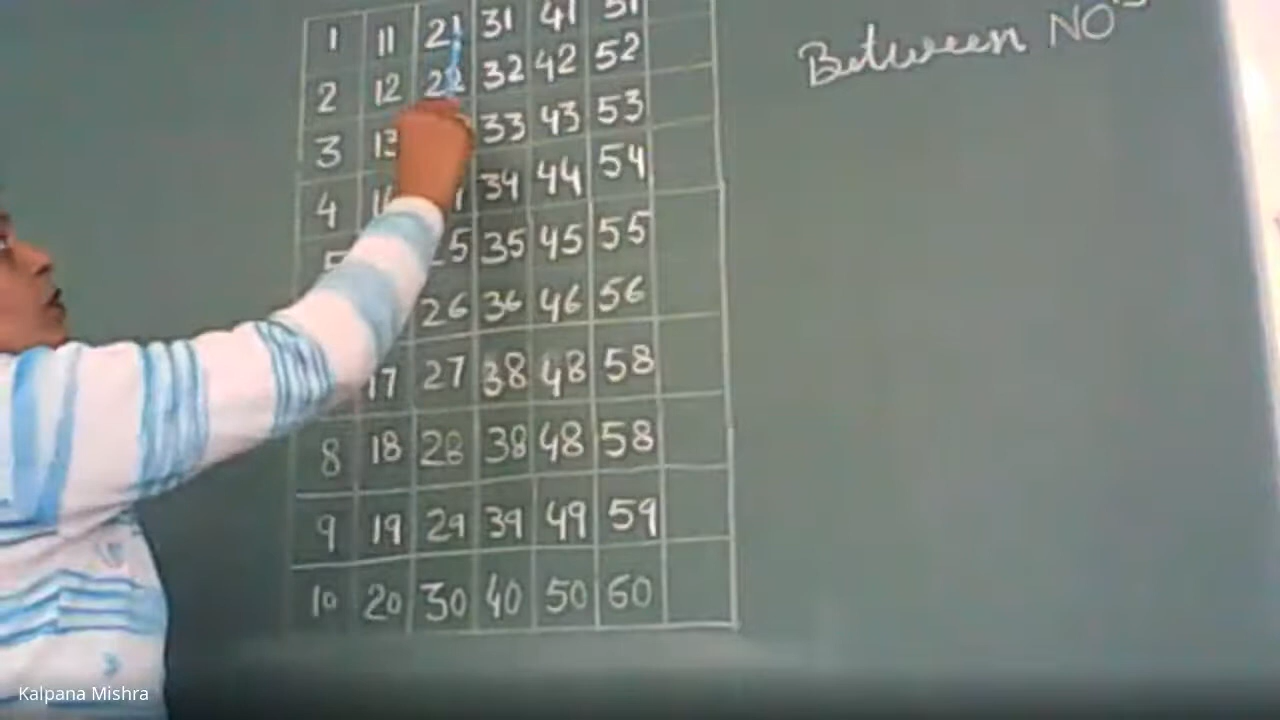 1 11 21 31 41 51
Between NO
2 12 22 32 42 52
3 13 33 43 53
4 34 44 54
25 35 45 55
26 36 46 56
17 27 38 48 58
8 18 28 38 48 58
9 19 29 39 49 59
10 20 30 40 50 60
Kalpana Mishra